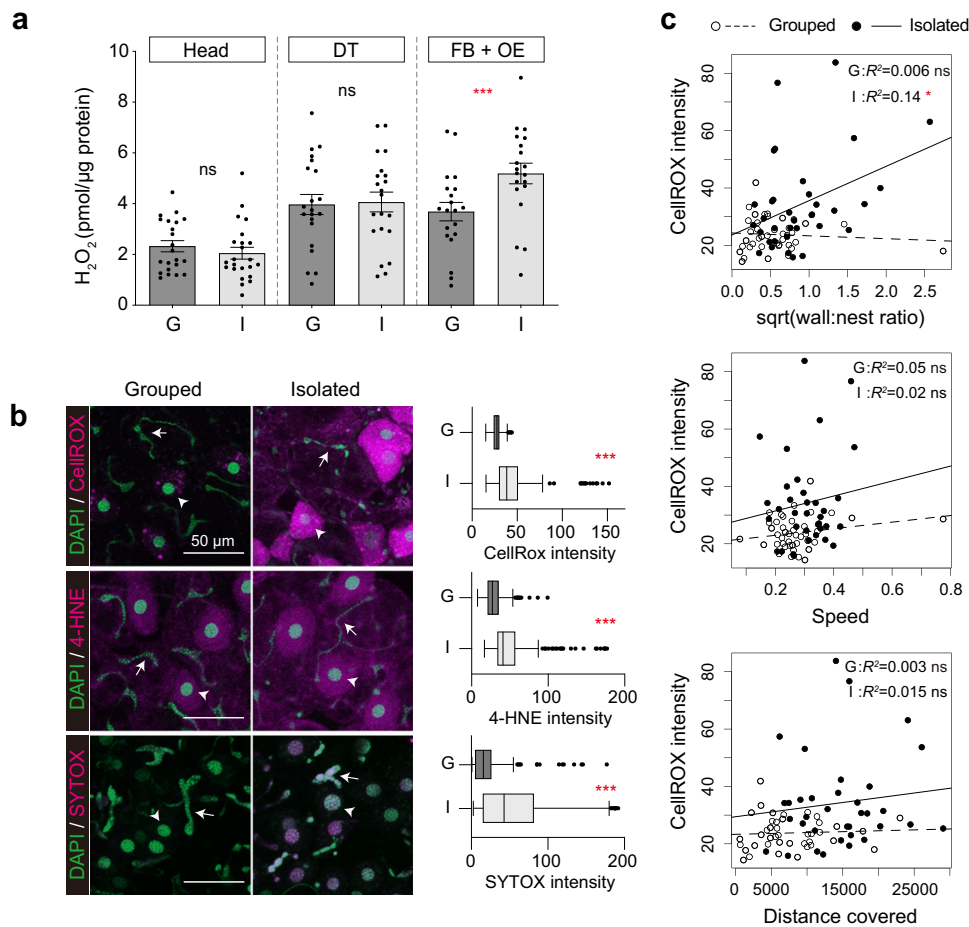 a
Head
DT
FB + OE
H2O2 (pmol/µg protein)
10
8
6
4
2
0
ns
ns
***
G
I
G
I
G
I
b
Grouped
Isolated
DAPI / CellROX
50 µm
DAPI / 4-HNE
DAPI / SYTOX
G
I
***
0
50
100
150
CellRox intensity
G
I
***
0
100
200
4-HNE intensity
G
I
***
0
100
200
SYTOX intensity
c
Grouped
Isolated
G:R²=0.006 ns
I :R²=0.14 *
CellROX intensity
80
60
40
20
0.0
0.5
1.0
1.5
2.0
2.5
sqrt(wall:nest ratio)
G:R²=0.05 ns
I :R²=0.02 ns
CellROX intensity
80
60
40
20
0.2
0.4
0.6
0.8
Speed
G:R²=0.003 ns
I :R²=0.015 ns
CellROX intensity
80
60
40
20
0
5000
15000
25000
Distance covered